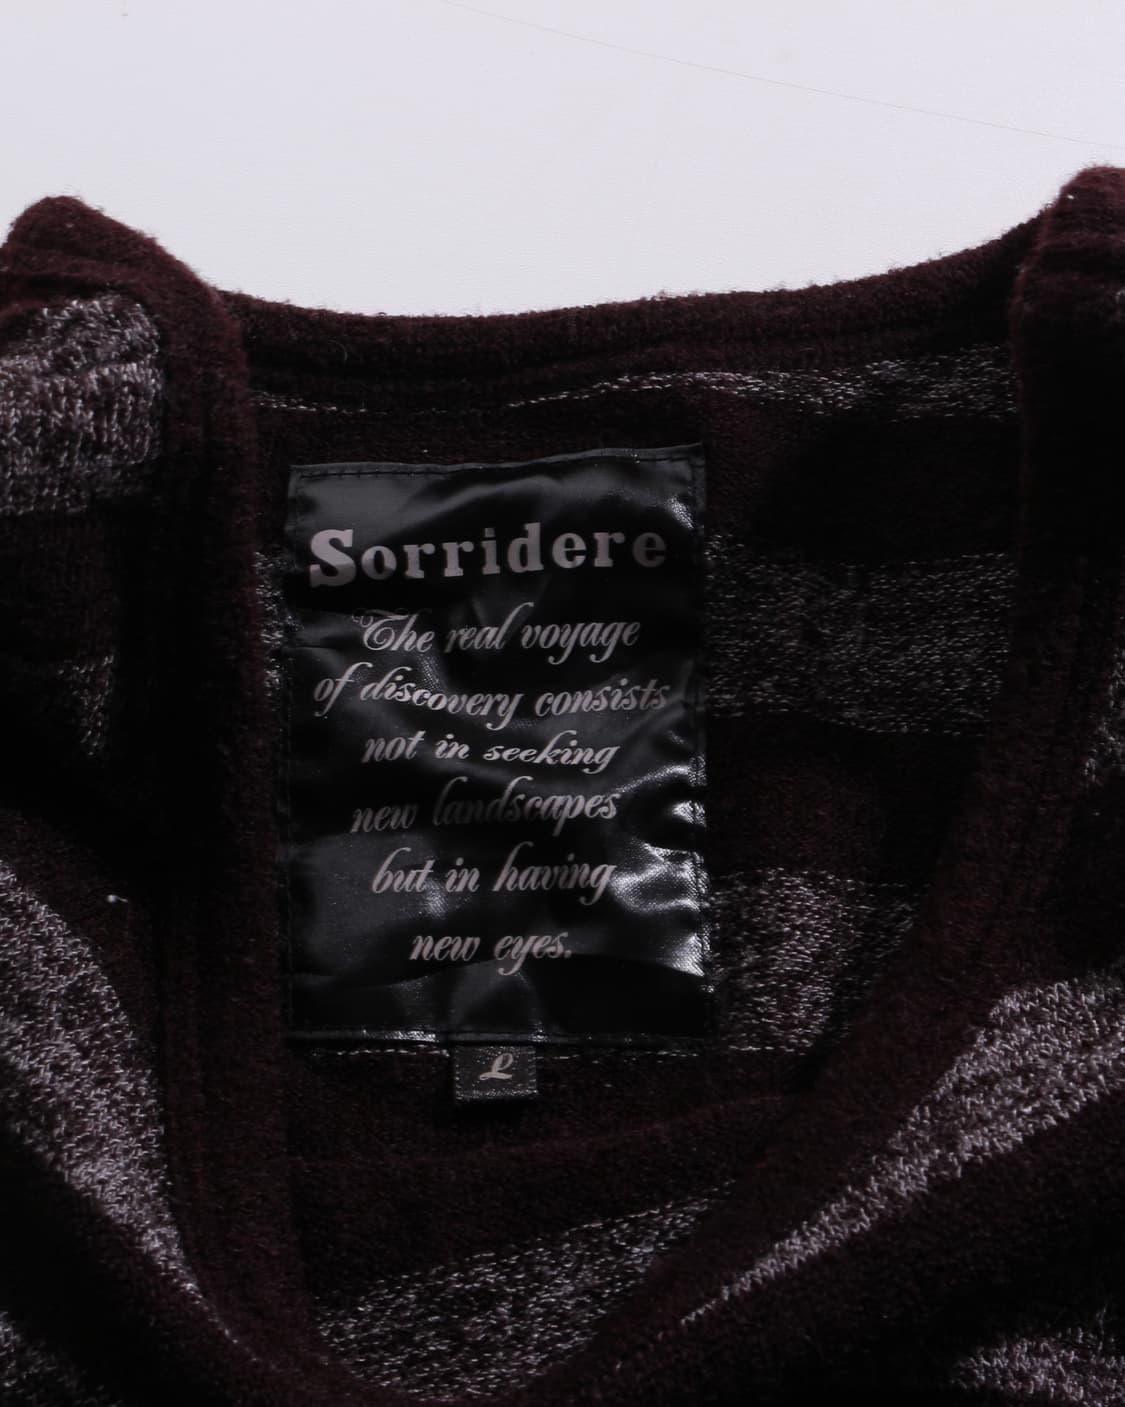 Sorridere
The real voyage
of discovery consists
not in seeking
new landscapes
but in having
new eyes.
L